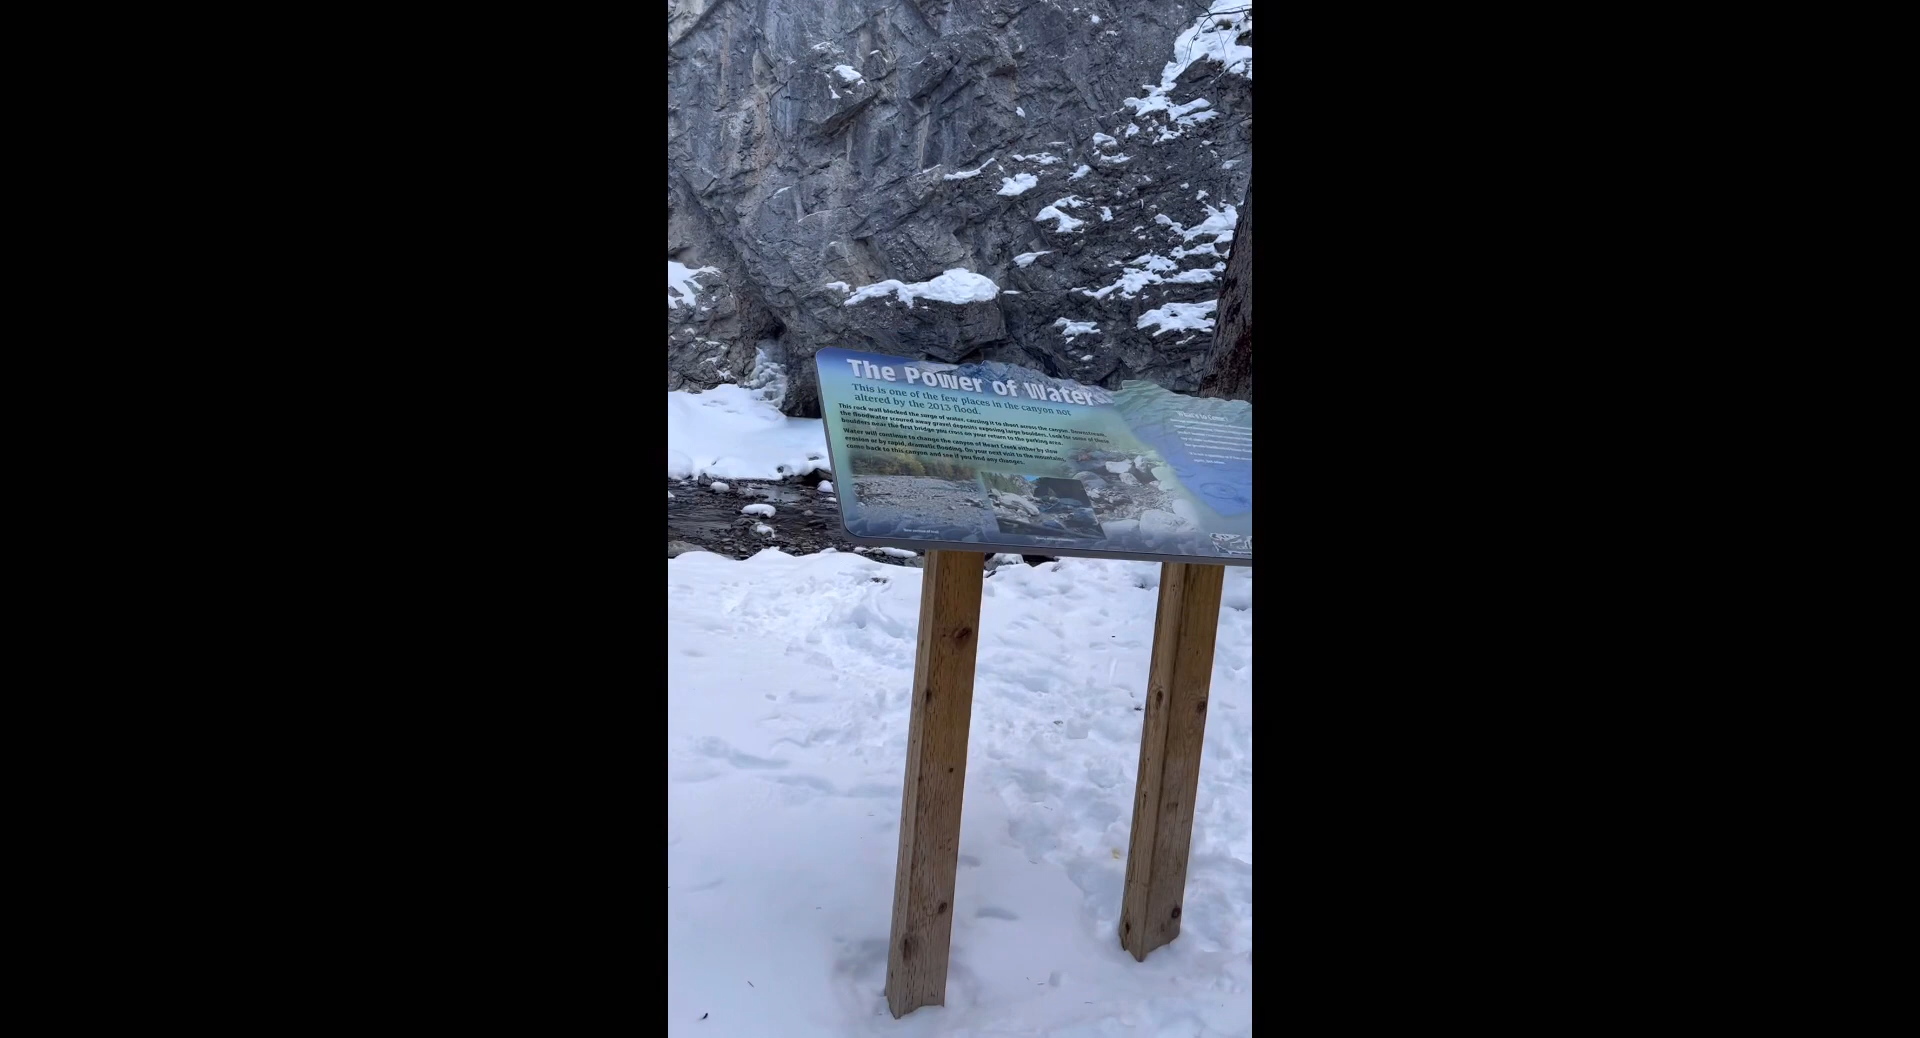 The Power of Water
This is one of the few places in the canyon not
altered by the 2013 flood.
This rock wall blocked the surge of water, causing it to shoot across the canyon. Downstream,
the floodwater scoured away gravel deposits exposing large boulders. Look for some of these
boulders near the first bridge you cross on your return to the parking area.
Water will continue to change the canyon of Heart Creek either by slow
erosion or by rapid, dramatic flooding. On your next visit to the mountains,
come back to this canyon and see if you find any changes.